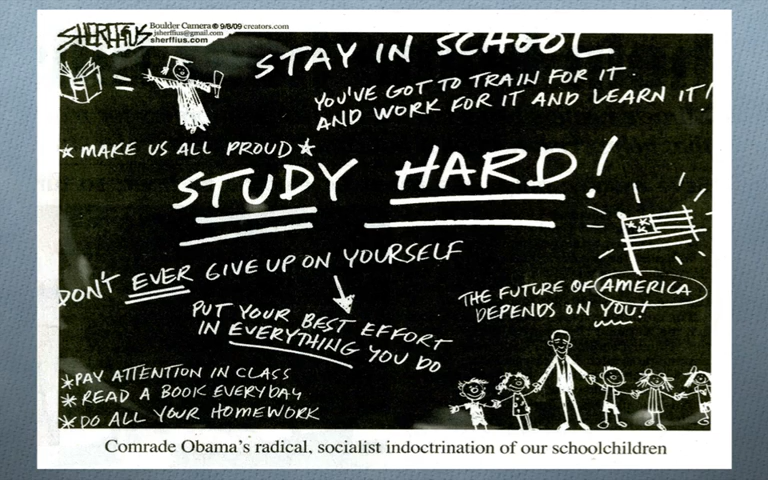 SHERFFIUS
Boulder Camera © 9/8/09 creators.com
jsherffius@gmail.com
sherffius.com
STAY IN SCHOOL
YOU'VE GOT TO TRAIN FOR IT
AND WORK FOR IT AND LEARN IT!
=
* MAKE US ALL PROUD *
STUDY HARD!
DON'T EVER GIVE UP ON YOURSELF
PUT YOUR BEST EFFORT
IN EVERYTHING YOU DO
THE FUTURE OF AMERICA
DEPENDS ON YOU!
* PAY ATTENTION IN CLASS
* READ A BOOK EVERYDAY
* DO ALL YOUR HOMEWORK
Comrade Obama's radical, socialist indoctrination of our schoolchildren